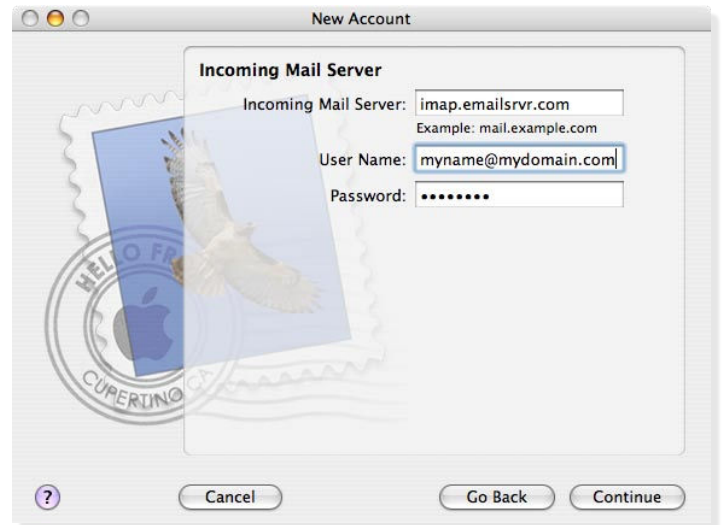 New Account
Incoming Mail Server
Incoming Mail Server: imap.emailsrvr.com
Example: mail.example.com
User Name: myname@mydomain.com
Password: ••••••••
HELLO FR
CUPERTINO CA
? Cancel Go Back Continue